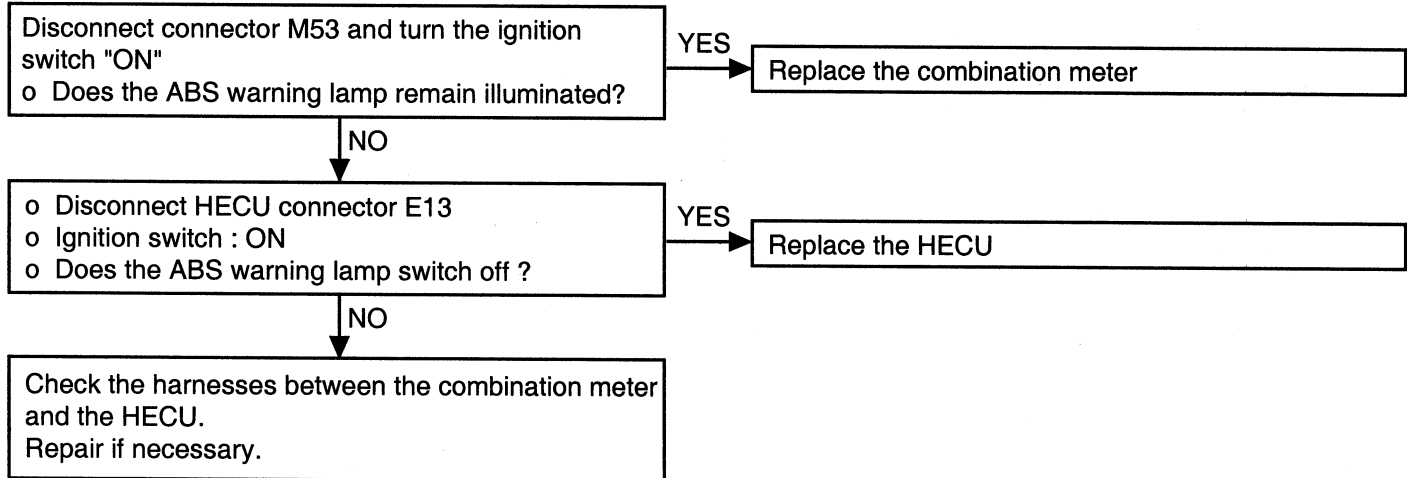 Disconnect connector M53 and turn the ignition
switch "ON"
o Does the ABS warning lamp remain illuminated?
YES
Replace the combination meter
NO
o Disconnect HECU connector E13
o Ignition switch : ON
o Does the ABS warning lamp switch off ?
YES
Replace the HECU
NO
Check the harnesses between the combination meter
and the HECU.
Repair if necessary.